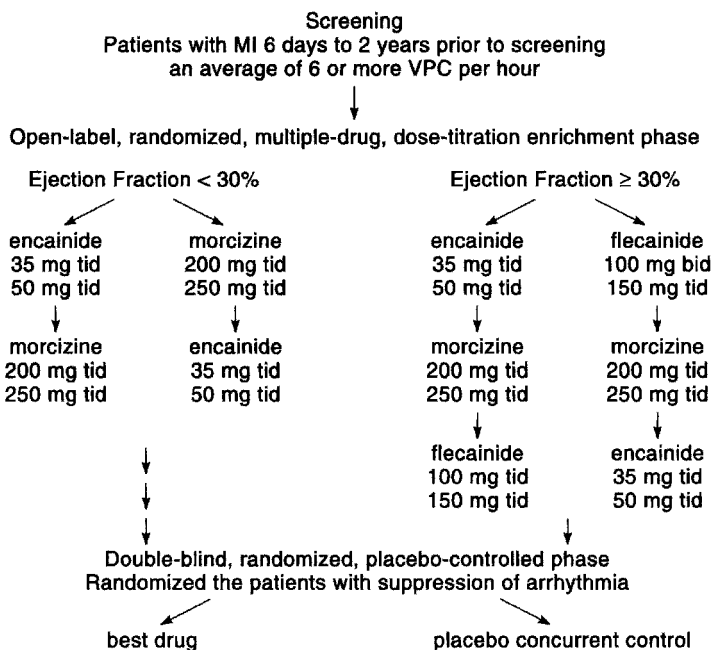 Screening
Patients with MI 6 days to 2 years prior to screening
an average of 6 or more VPC per hour
Open-label, randomized, multiple-drug, dose-titration enrichment phase
Ejection Fraction < 30%
encainide
35 mg tid
50 mg tid
morcizine
200 mg tid
250 mg tid
morcizine
200 mg tid
250 mg tid
encainide
35 mg tid
50 mg tid
Ejection Fraction ≥ 30%
encainide
35 mg tid
50 mg tid
morcizine
200 mg tid
250 mg tid
flecainide
100 mg tid
150 mg tid
flecainide
100 mg bid
150 mg tid
morcizine
200 mg tid
250 mg tid
encainide
35 mg tid
50 mg tid
Double-blind, randomized, placebo-controlled phase
Randomized the patients with suppression of arrhythmia
best drug
placebo concurrent control